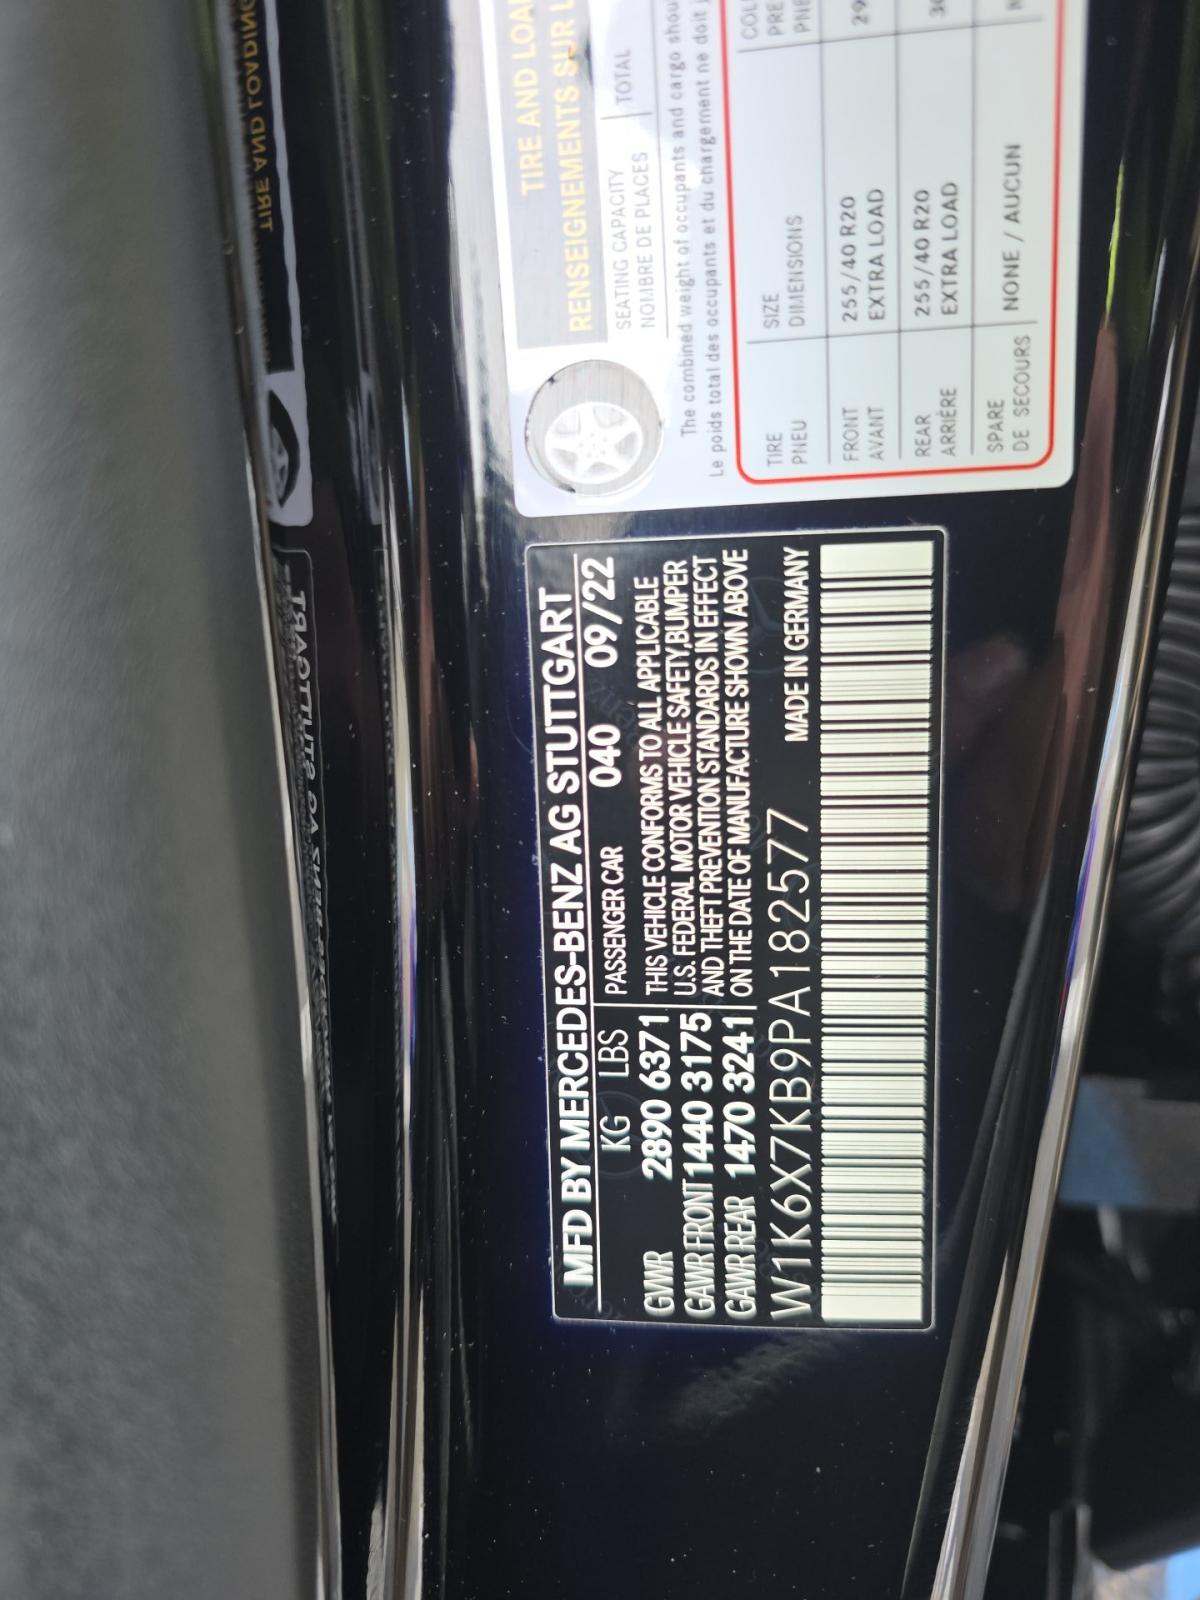 MFD BY MERCEDES-BENZ AG STUTTGART
KG LBS PASSENGER CAR 040 09/22
GVWR 2890 6371
GAWR FRONT 1440 3175
GAWR REAR 1470 3241
THIS VEHICLE CONFORMS TO ALL APPLICABLE
U.S. FEDERAL MOTOR VEHICLE SAFETY,BUMPER
AND THEFT PREVENTION STANDARDS IN EFFECT
ON THE DATE OF MANUFACTURE SHOWN ABOVE
W1K6X7KB9PA182577 MADE IN GERMANY
TIRE AND
RENSEIGNEMENTS SUR
SEATING CAPACITY
NOMBRE DE PLACES
TOTAL
The combined weight of occupants and cargo
Le poids total des occupants et du chargement ne doit
TIRE
PNEU
SIZE
DIMENSIONS
FRONT
AVANT
255/40 R20
EXTRA LOAD
REAR
ARRIÈRE
255/40 R20
EXTRA LOAD
SPARE
DE SECOURS
NONE / AUCUN
TIRE AND LOADING